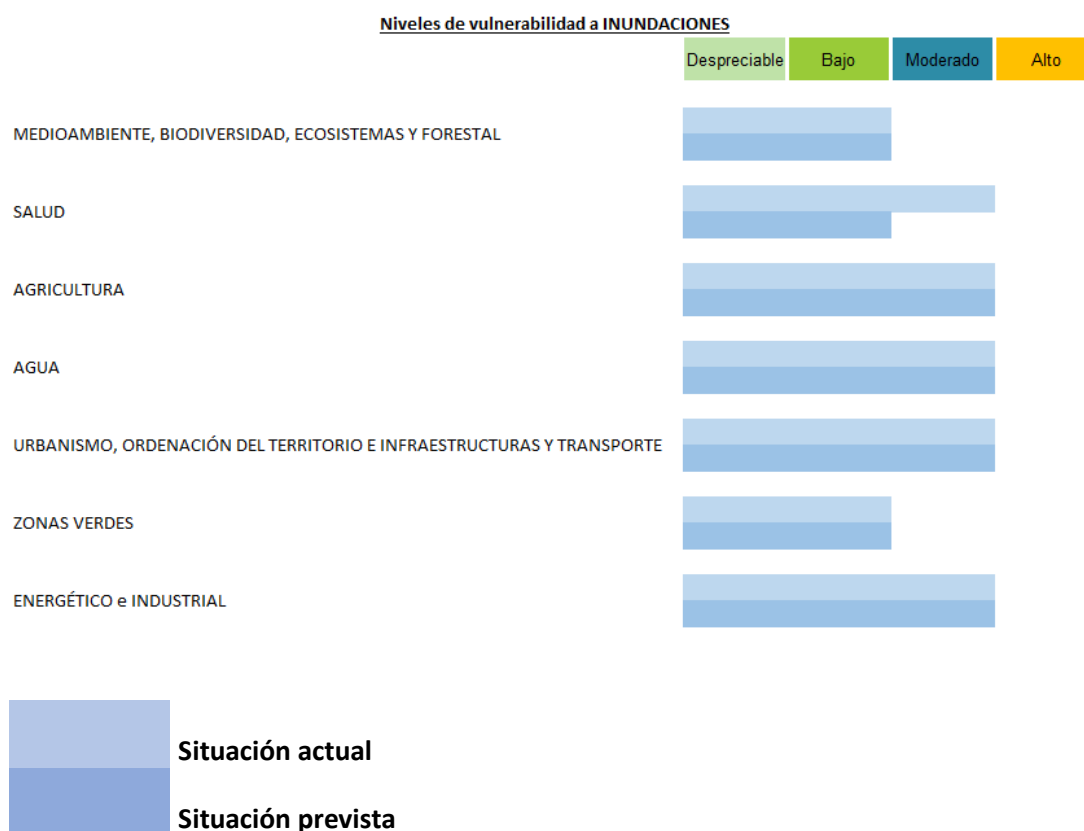 Niveles de vulnerabilidad a INUNDACIONES
Despreciable Bajo Moderado Alto
MEDIOAMBIENTE, BIODIVERSIDAD, ECOSISTEMAS Y FORESTAL
SALUD
AGRICULTURA
AGUA
URBANISMO, ORDENACIÓN DEL TERRITORIO E INFRAESTRUCTURAS Y TRANSPORTE
ZONAS VERDES
ENERGÉTICO e INDUSTRIAL
Situación actual
Situación prevista